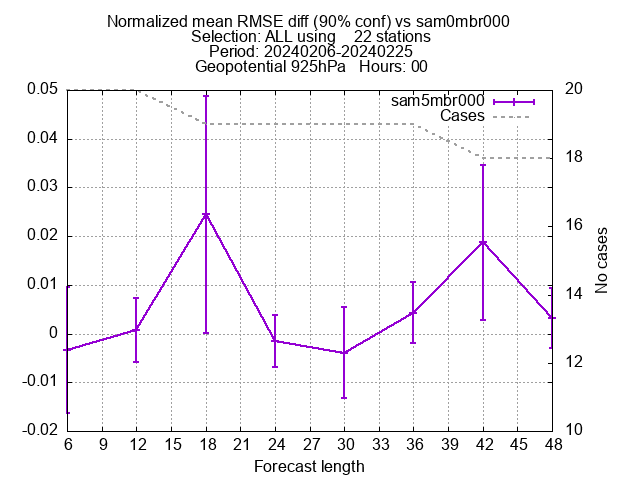 Normalized mean RMSE diff (90% conf) vs sam0mbr000
Selection: ALL using    22 stations
Period: 20240206-20240225
Geopotential 925hPa   Hours: 00
sam5mbr000
Cases
0.05
0.04
0.03
0.02
0.01
0
-0.01
-0.02
20
18
16
14
12
10
No cases
6 9 12 15 18 21 24 27 30 33 36 39 42 45 48
Forecast length